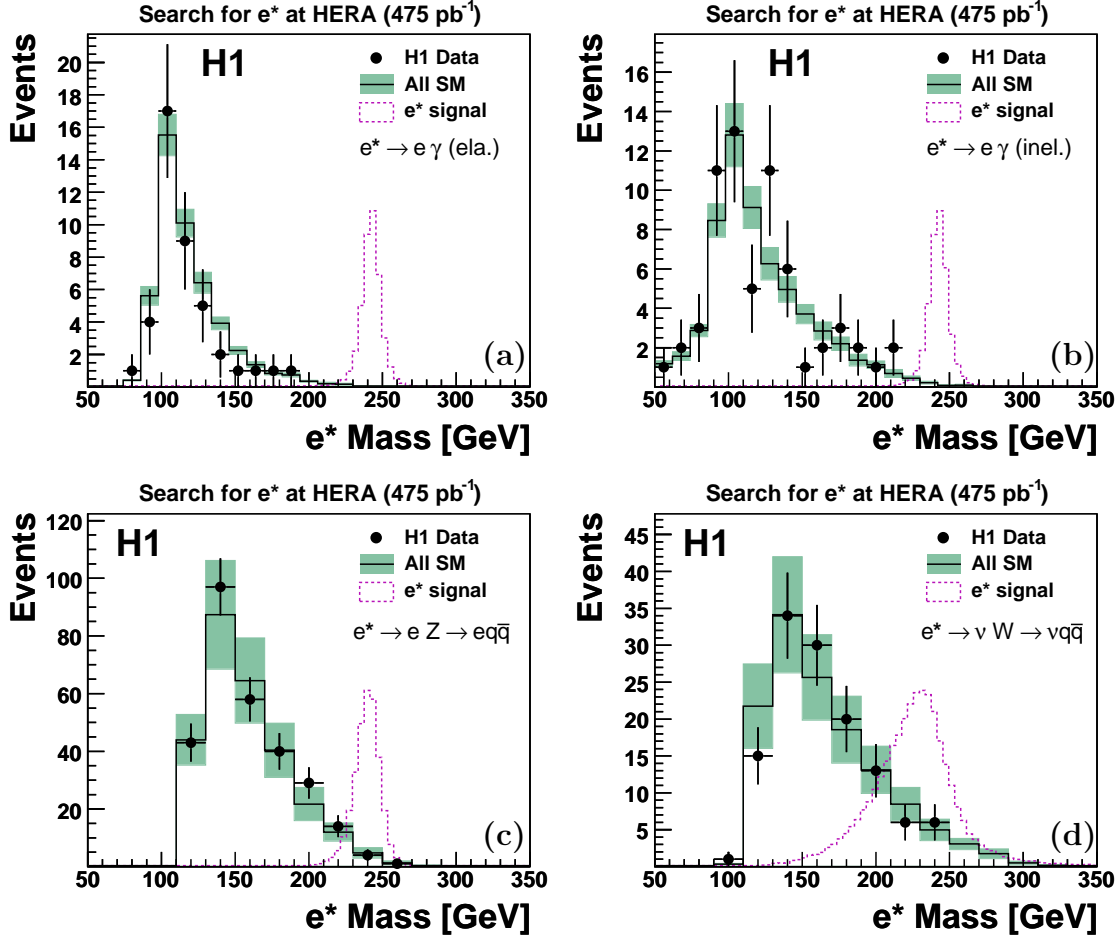 Search for e* at HERA (475 pb⁻¹)
H1
H1 Data
All SM
e* signal
e* → e γ (ela.)
Events
20
18
16
14
12
10
8
6
4
2
(a)
50 100 150 200 250 300 350
e* Mass [GeV]
Search for e* at HERA (475 pb⁻¹)
H1
H1 Data
All SM
e* signal
e* → e γ (inel.)
Events
16
14
12
10
8
6
4
2
(b)
50 100 150 200 250 300 350
e* Mass [GeV]
Search for e* at HERA (475 pb⁻¹)
H1
H1 Data
All SM
e* signal
e* → e Z → eqq̅
Events
120
100
80
60
40
20
(c)
50 100 150 200 250 300 350
e* Mass [GeV]
Search for e* at HERA (475 pb⁻¹)
H1
H1 Data
All SM
e* signal
e* → ν W → νqq̅
Events
45
40
35
30
25
20
15
10
5
(d)
50 100 150 200 250 300 350
e* Mass [GeV]